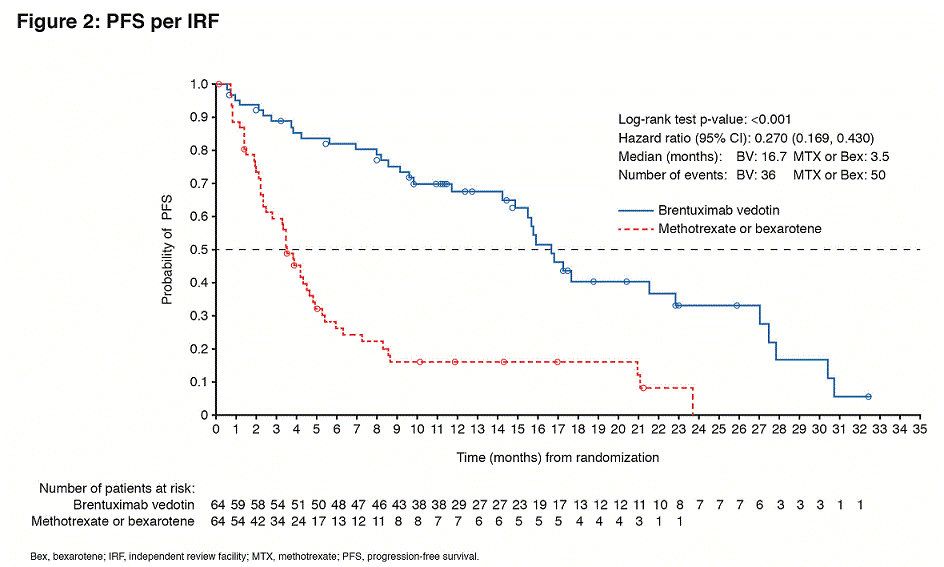 Figure 2: PFS per IRF
1.0
0.9
0.8
0.7
0.6
0.5
0.4
0.3
0.2
0.1
0
Probability of PFS
Log-rank test p-value: <0.001
Hazard ratio (95% CI): 0.270 (0.169, 0.430)
Median (months): BV: 16.7 MTX or Bex: 3.5
Number of events: BV: 36 MTX or Bex: 50
Brentuximab vedotin
Methotrexate or bexarotene
0 1 2 3 4 5 6 7 8 9 10 11 12 13 14 15 16 17 18 19 20 21 22 23 24 25 26 27 28 29 30 31 32 33 34 35
Time (months) from randomization
Number of patients at risk:
Brentuximab vedotin 64 59 58 54 51 50 48 47 46 43 38 38 29 27 27 23 19 17 13 12 12 11 10 8 7 7 7 6 3 3 3 1 1
Methotrexate or bexarotene 64 54 42 34 24 17 13 12 11 8 8 7 7 6 6 5 5 5 4 4 4 3 1 1
Bex, bexarotene; IRF, independent review facility; MTX, methotrexate; PFS, progression-free survival.